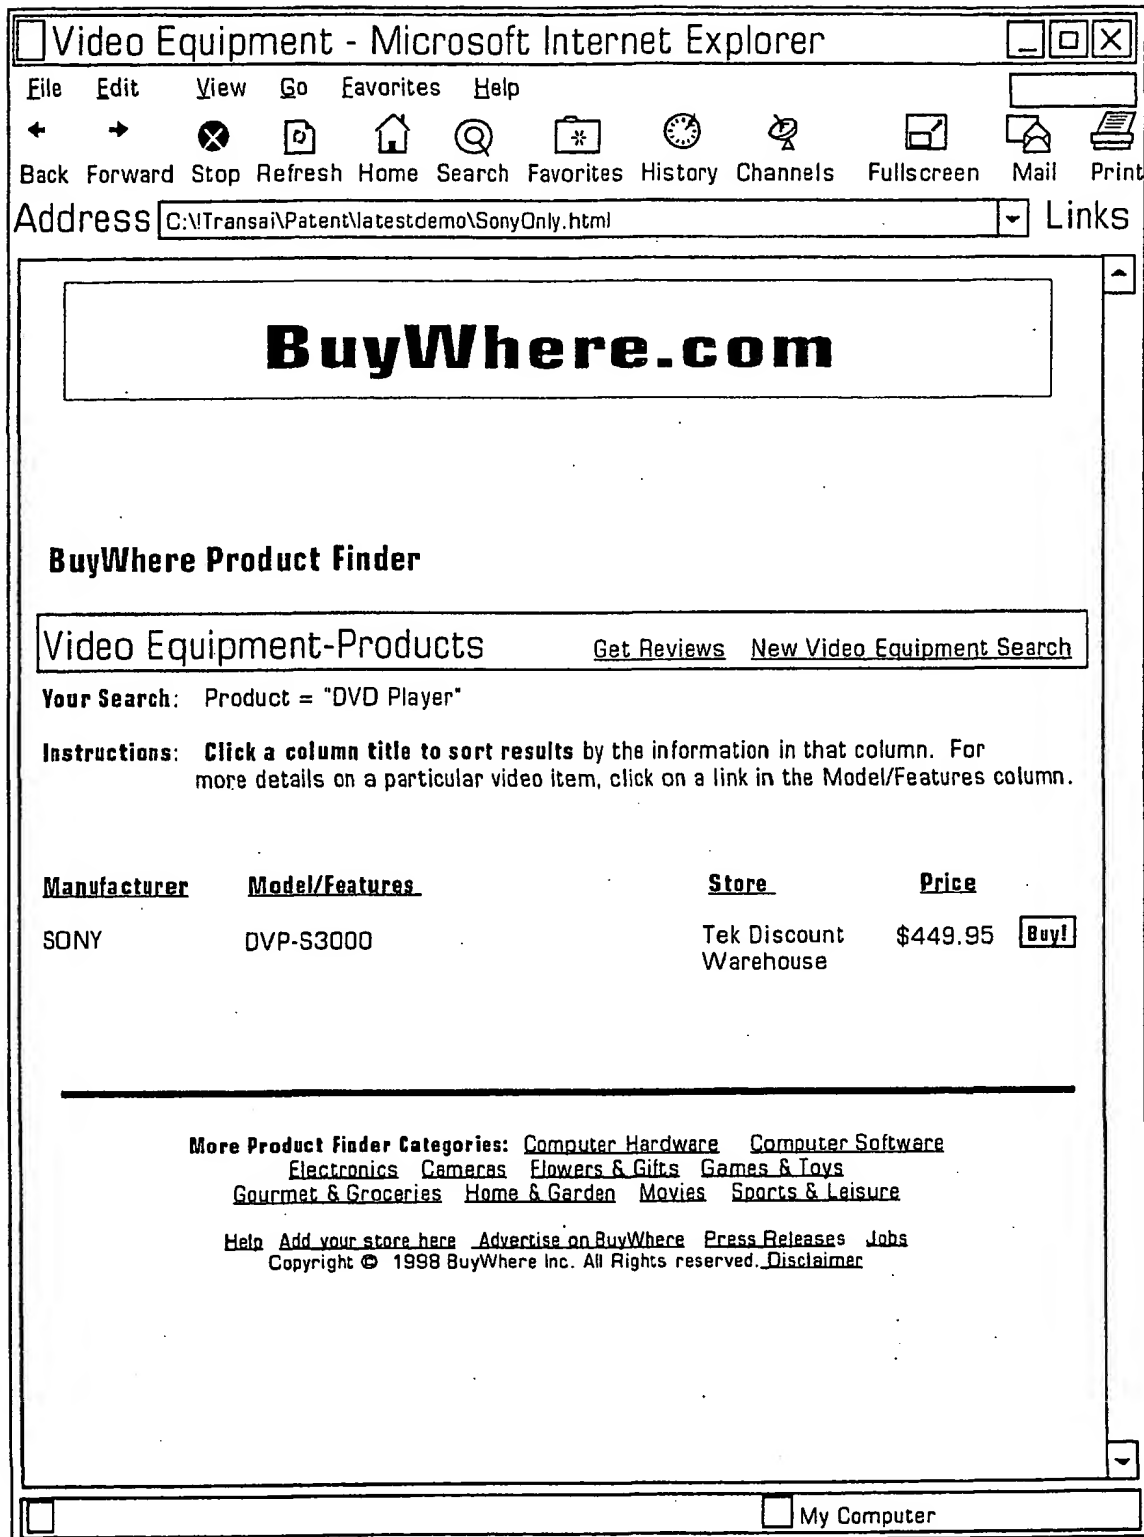 Video Equipment - Microsoft Internet Explorer
File Edit View Go Favorites Help
Back Forward Stop Refresh Home Search Favorites History Channels Fullscreen Mail Print
Address C:\!Transai\Patent\latestdemo\SonyOnly.html Links
BuyWhere.com
BuyWhere Product Finder
Video Equipment-Products Get Reviews New Video Equipment Search
Your Search: Product = "DVD Player"
Instructions: Click a column title to sort results by the information in that column. For
more details on a particular video item, click on a link in the Model/Features column.
Manufacturer Model/Features Store Price
SONY DVP-S3000 Tek Discount $449.95 Buy!
Warehouse
More Product Finder Categories: Computer Hardware Computer Software
Electronics Cameras Flowers & Gifts Games & Toys
Gourmet & Groceries Home & Garden Movies Sports & Leisure
Help Add your store here Advertise on BuyWhere Press Releases Jobs
Copyright © 1998 BuyWhere Inc. All Rights reserved. Disclaimer
My Computer